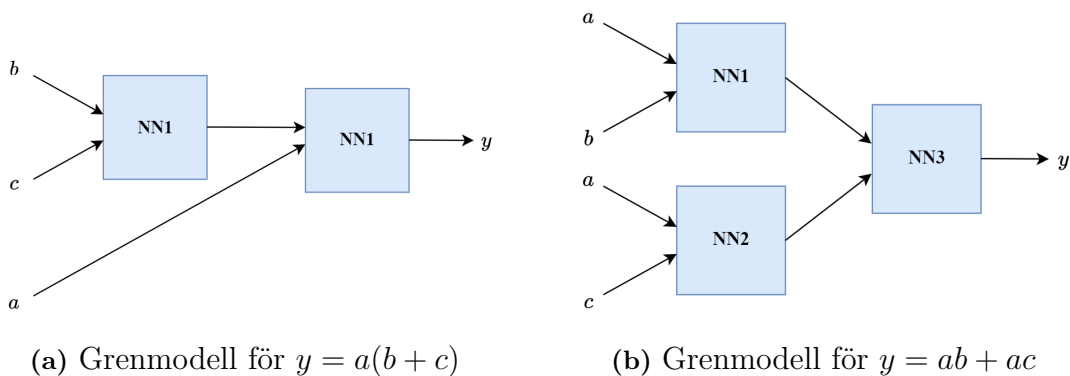 b
c
a
NN1
NN1
y
(a) Grenmodell för y = a(b + c)
a
b
a
c
NN1
NN2
NN3
y
(b) Grenmodell för y = ab + ac